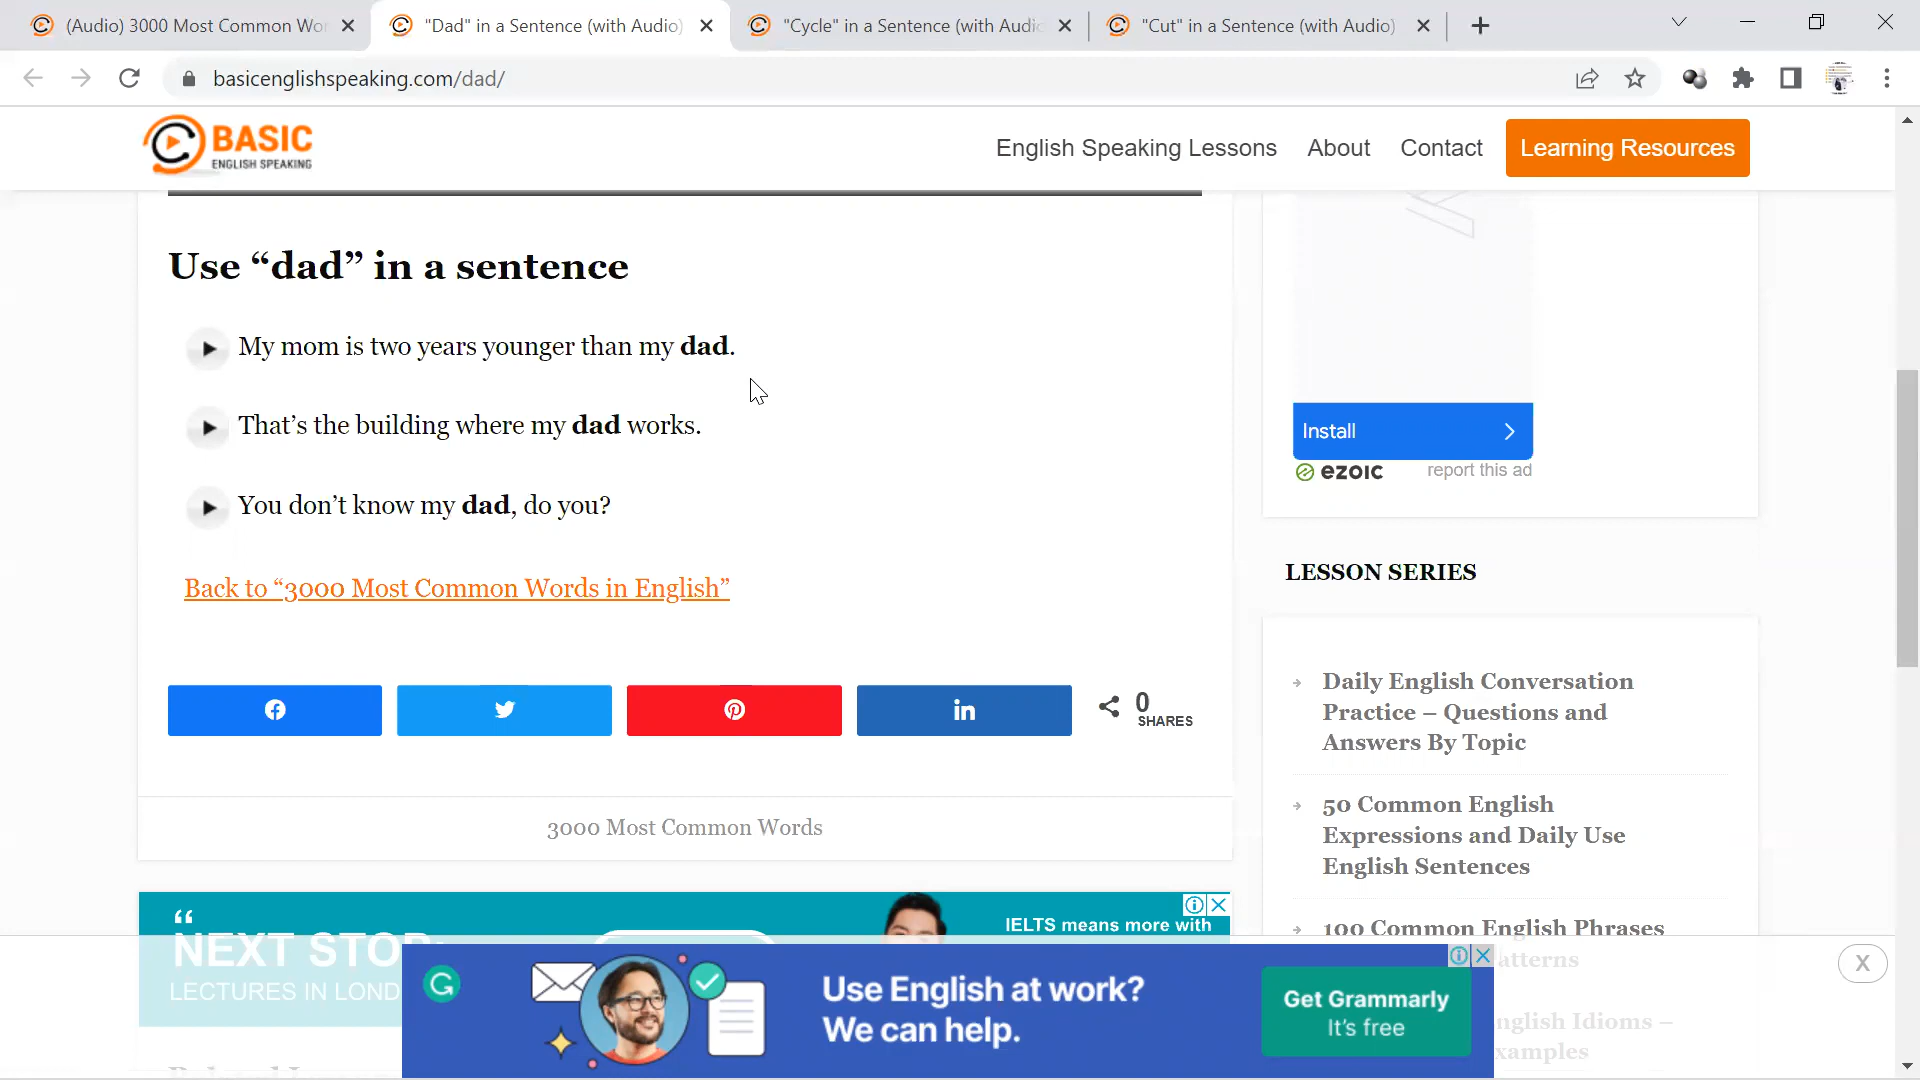 (Audio) 3000 Most Common Wor
"Dad" in a Sentence (with Audio)
"Cycle" in a Sentence (with Audio
"Cut" in a Sentence (with Audio)
basicenglishspeaking.com/dad/
BASIC
ENGLISH SPEAKING
English Speaking Lessons
About
Contact
Learning Resources
Use “dad” in a sentence
My mom is two years younger than my dad.
That’s the building where my dad works.
You don’t know my dad, do you?
Back to “3000 Most Common Words in English”
0
SHARES
3000 Most Common Words
Install
ezoic
report this ad
LESSON SERIES
Daily English Conversation
Practice – Questions and
Answers By Topic
50 Common English
Expressions and Daily Use
English Sentences
100 Common English Phrases
atterns
nglish Idioms –
xamples
“
NEXT STOP:
LECTURES IN LOND
IELTS means more with
Use English at work?
We can help.
Get Grammarly
It’s free
X